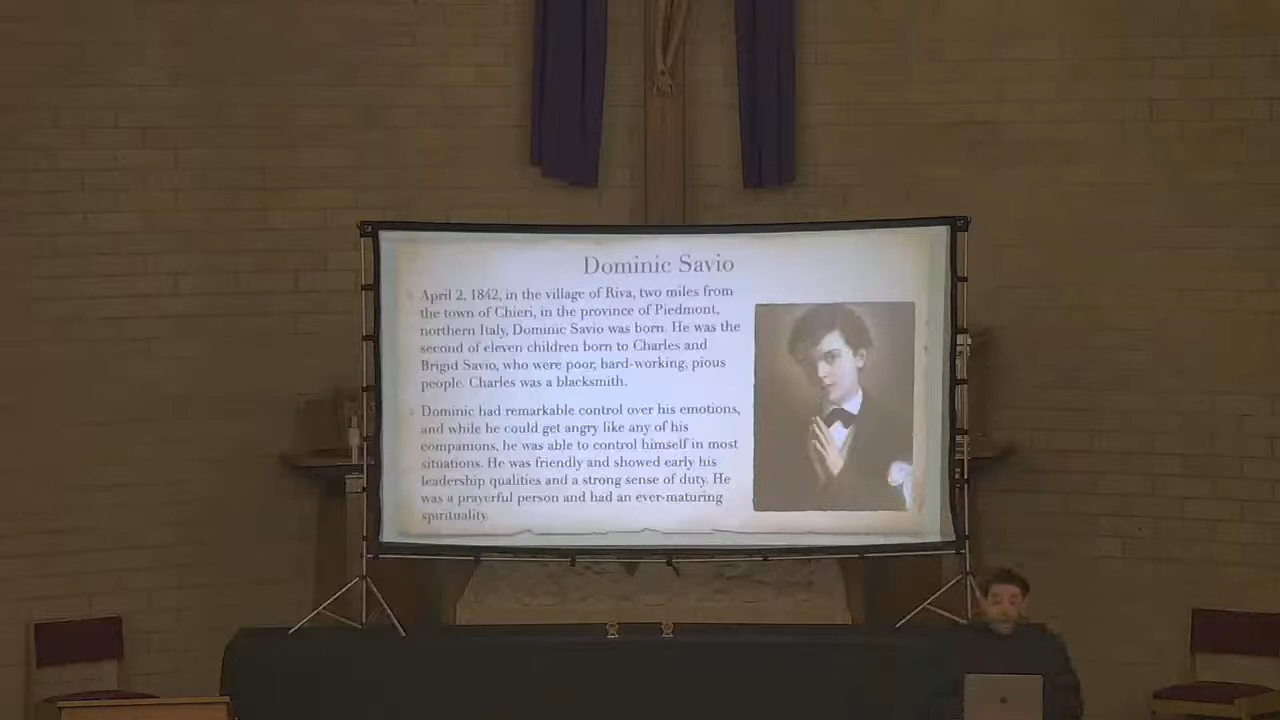 Dominic Savio
April 2, 1842, in the village of Riva, two miles from
the town of Chieri, in the province of Piedmont,
northern Italy, Dominic Savio was born. He was the
second of eleven children born to Charles and
Brigid Savio, who were poor, hard-working, pious
people. Charles was a blacksmith.
Dominic had remarkable control over his emotions,
and while he could get angry like any of his
companions, he was able to control himself in most
situations. He was friendly and showed early his
leadership qualities and a strong sense of duty. He
was a prayerful person and had an ever-maturing
spirituality.